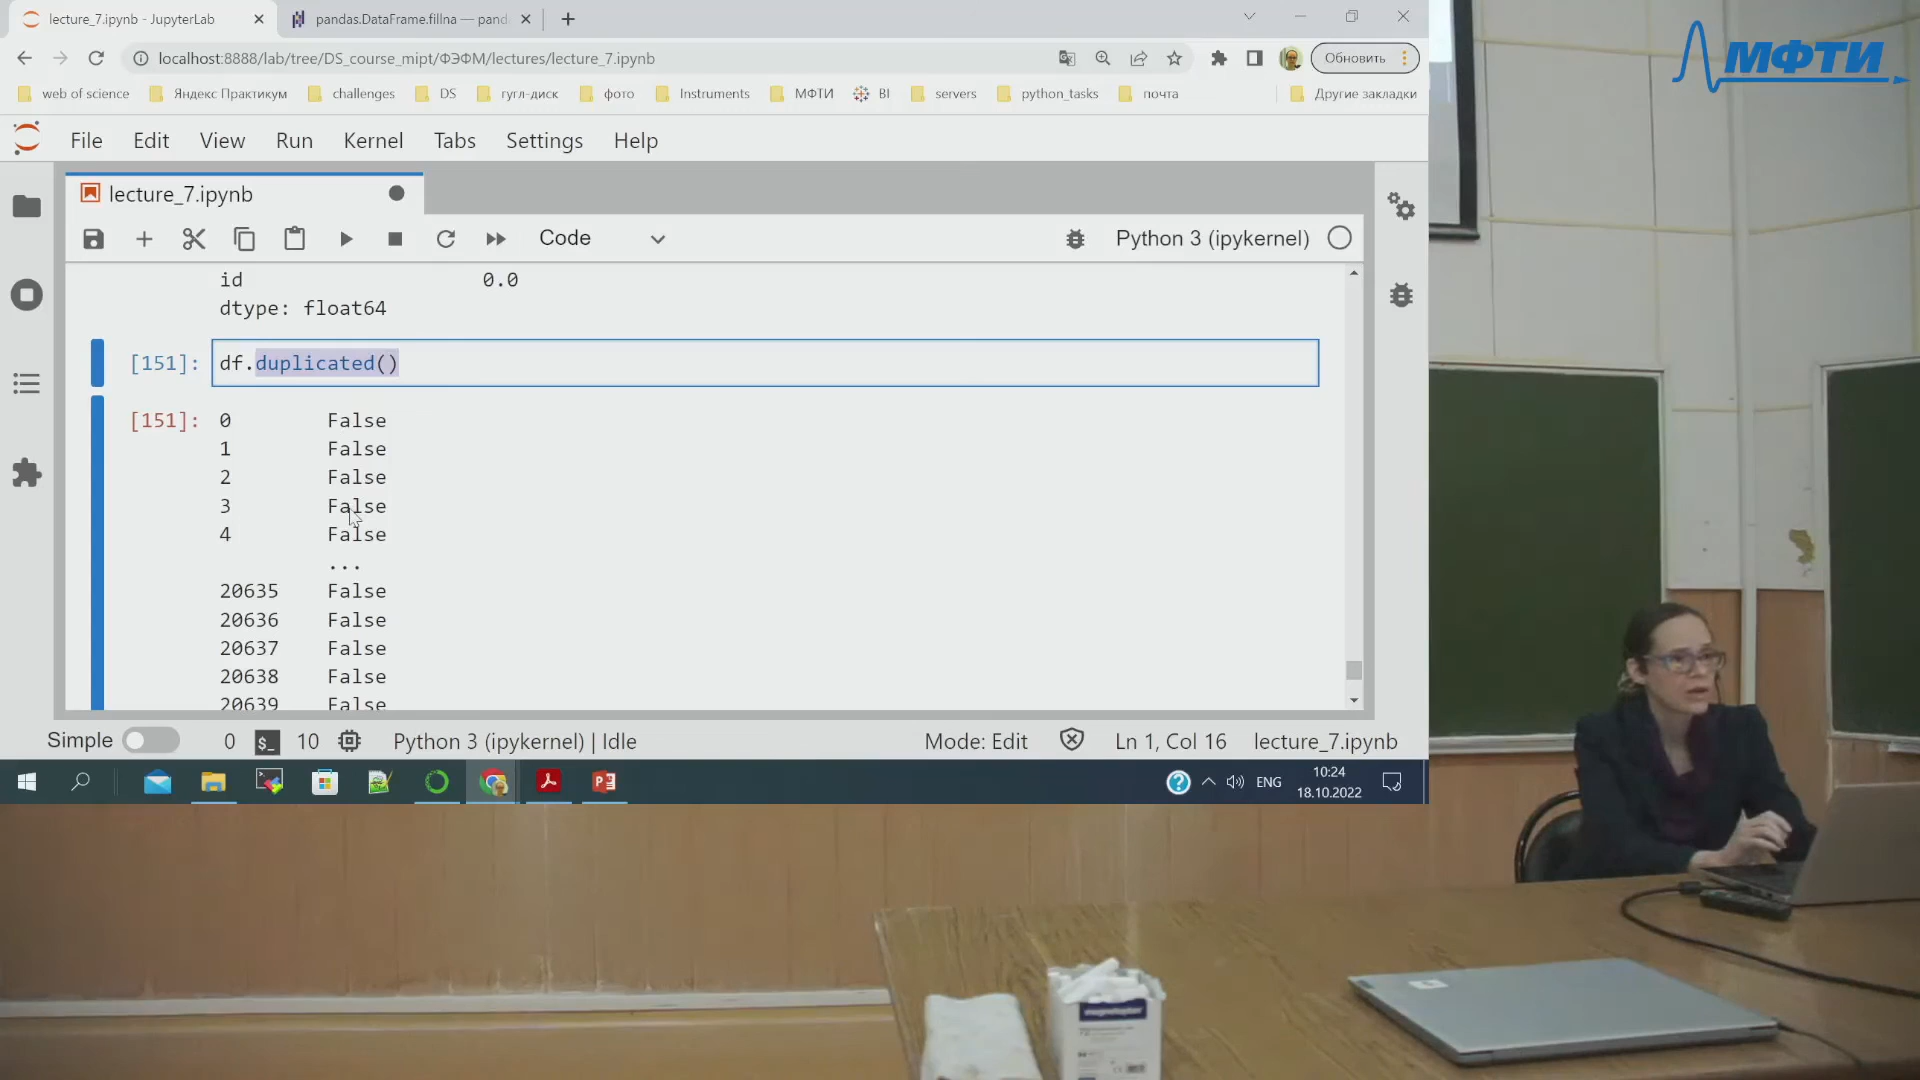 lecture_7.ipynb - JupyterLab
pandas.DataFrame.fillna — pand
localhost:8888/lab/tree/DS_course_mipt/ФЭФМ/lectures/lecture_7.ipynb
Обновить
web of science
Яндекс Практикум
challenges
DS
гугл-диск
фото
Instruments
МФТИ
BI
servers
python_tasks
почта
Другие закладки
File Edit View Run Kernel Tabs Settings Help
lecture_7.ipynb
Code
Python 3 (ipykernel)
id 0.0
dtype: float64
[151]: df.duplicated()
[151]: 0 False
1 False
2 False
3 False
4 False
...
20635 False
20636 False
20637 False
20638 False
20639 False
Simple 0 $_ 10 Python 3 (ipykernel) | Idle Mode: Edit Ln 1, Col 16 lecture_7.ipynb
ENG
10:24
18.10.2022
МФТИ